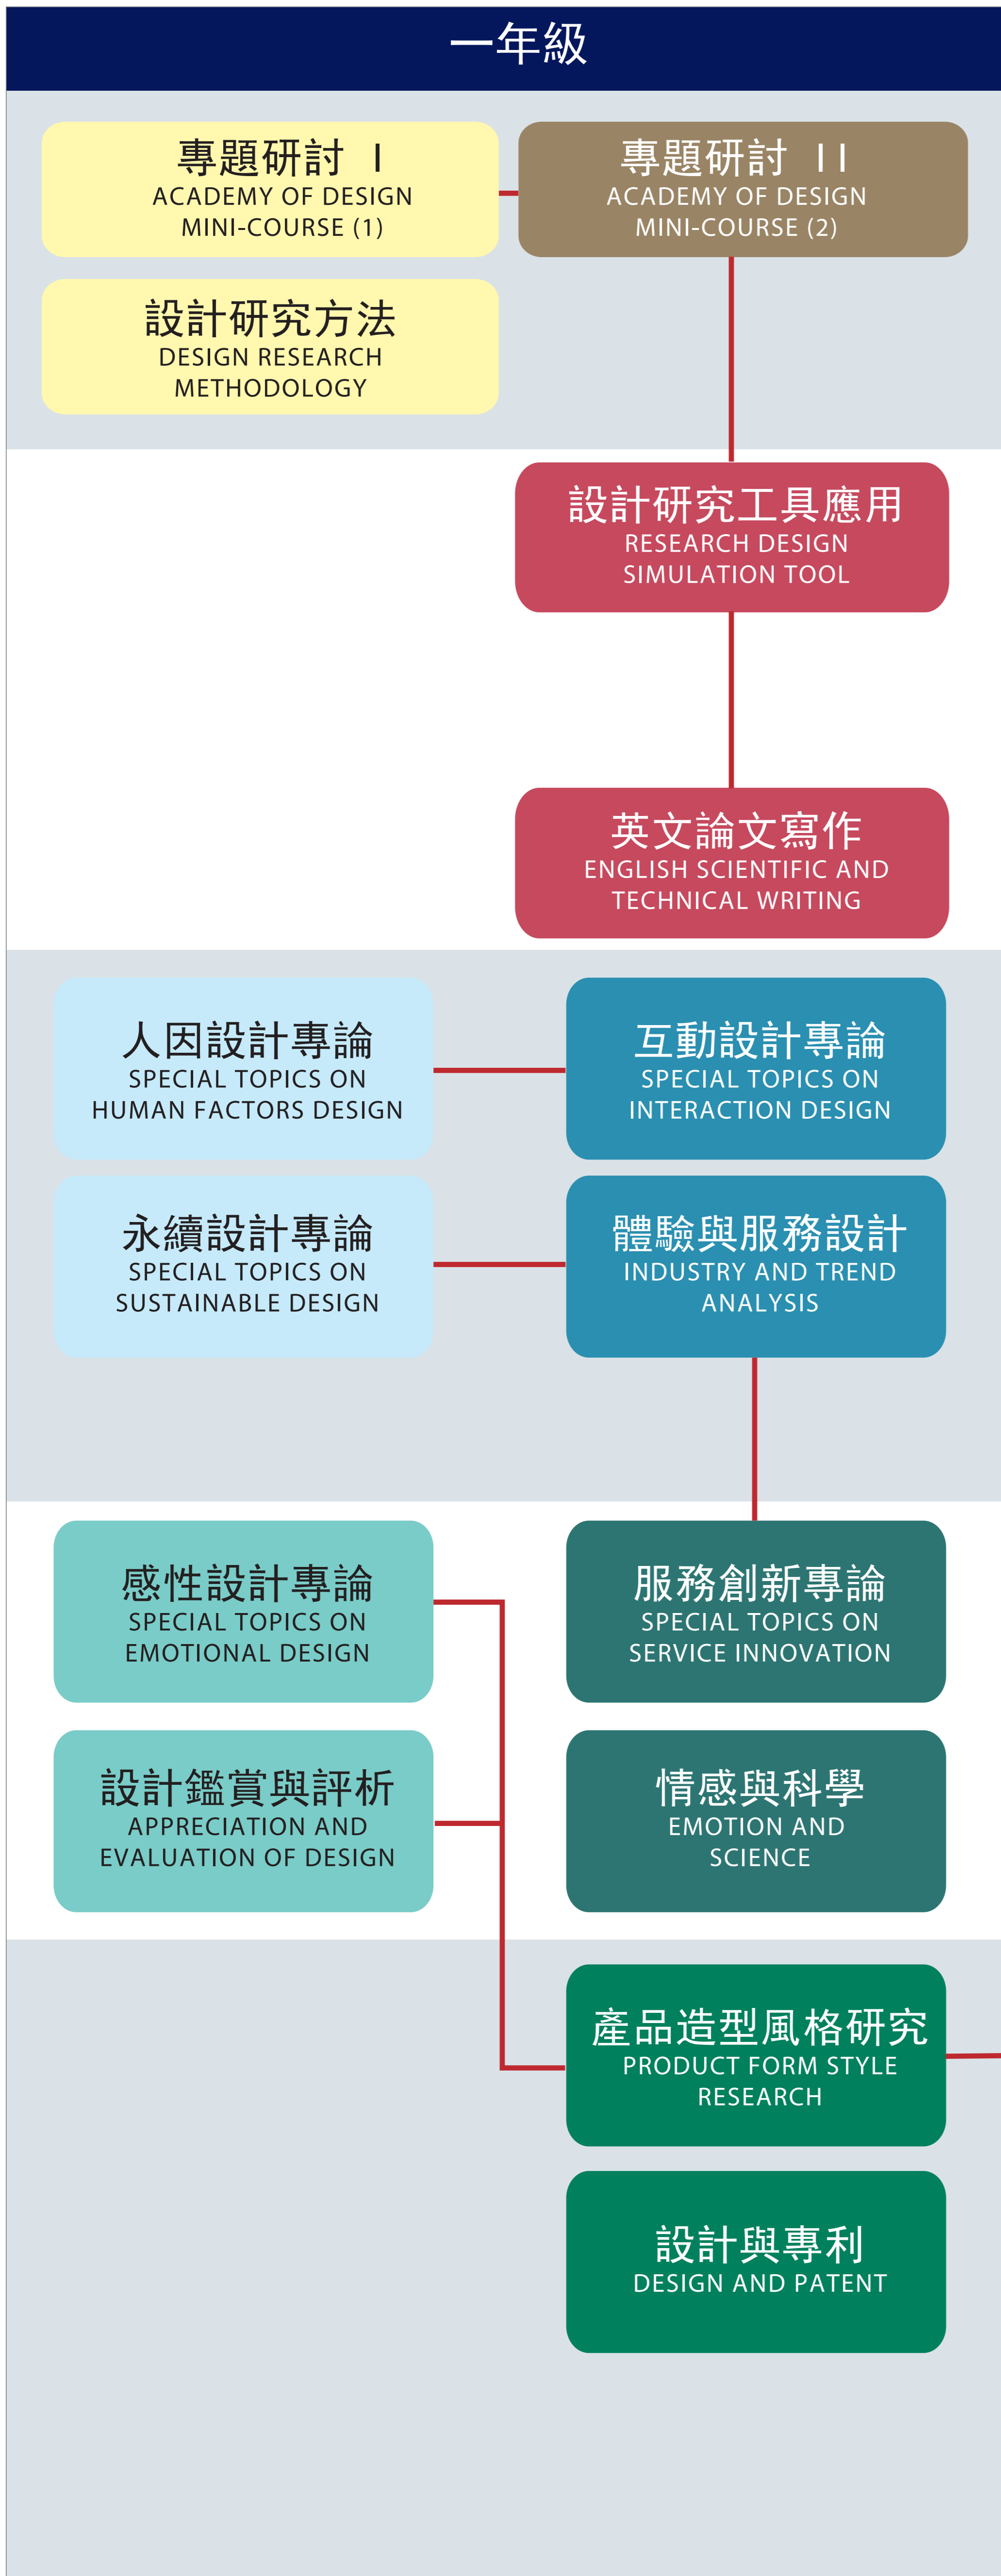 一年級
專題研討 I
ACADEMY OF DESIGN
MINI-COURSE (1)
專題研討 II
ACADEMY OF DESIGN
MINI-COURSE (2)
設計研究方法
DESIGN RESEARCH
METHODOLOGY
設計研究工具應用
RESEARCH DESIGN
SIMULATION TOOL
英文論文寫作
ENGLISH SCIENTIFIC AND
TECHNICAL WRITING
人因設計專論
SPECIAL TOPICS ON
HUMAN FACTORS DESIGN
互動設計專論
SPECIAL TOPICS ON
INTERACTION DESIGN
永續設計專論
SPECIAL TOPICS ON
SUSTAINABLE DESIGN
體驗與服務設計
INDUSTRY AND TREND
ANALYSIS
感性設計專論
SPECIAL TOPICS ON
EMOTIONAL DESIGN
服務創新專論
SPECIAL TOPICS ON
SERVICE INNOVATION
設計鑑賞與評析
APPRECIATION AND
EVALUATION OF DESIGN
情感與科學
EMOTION AND
SCIENCE
產品造型風格研究
PRODUCT FORM STYLE
RESEARCH
設計與專利
DESIGN AND PATENT